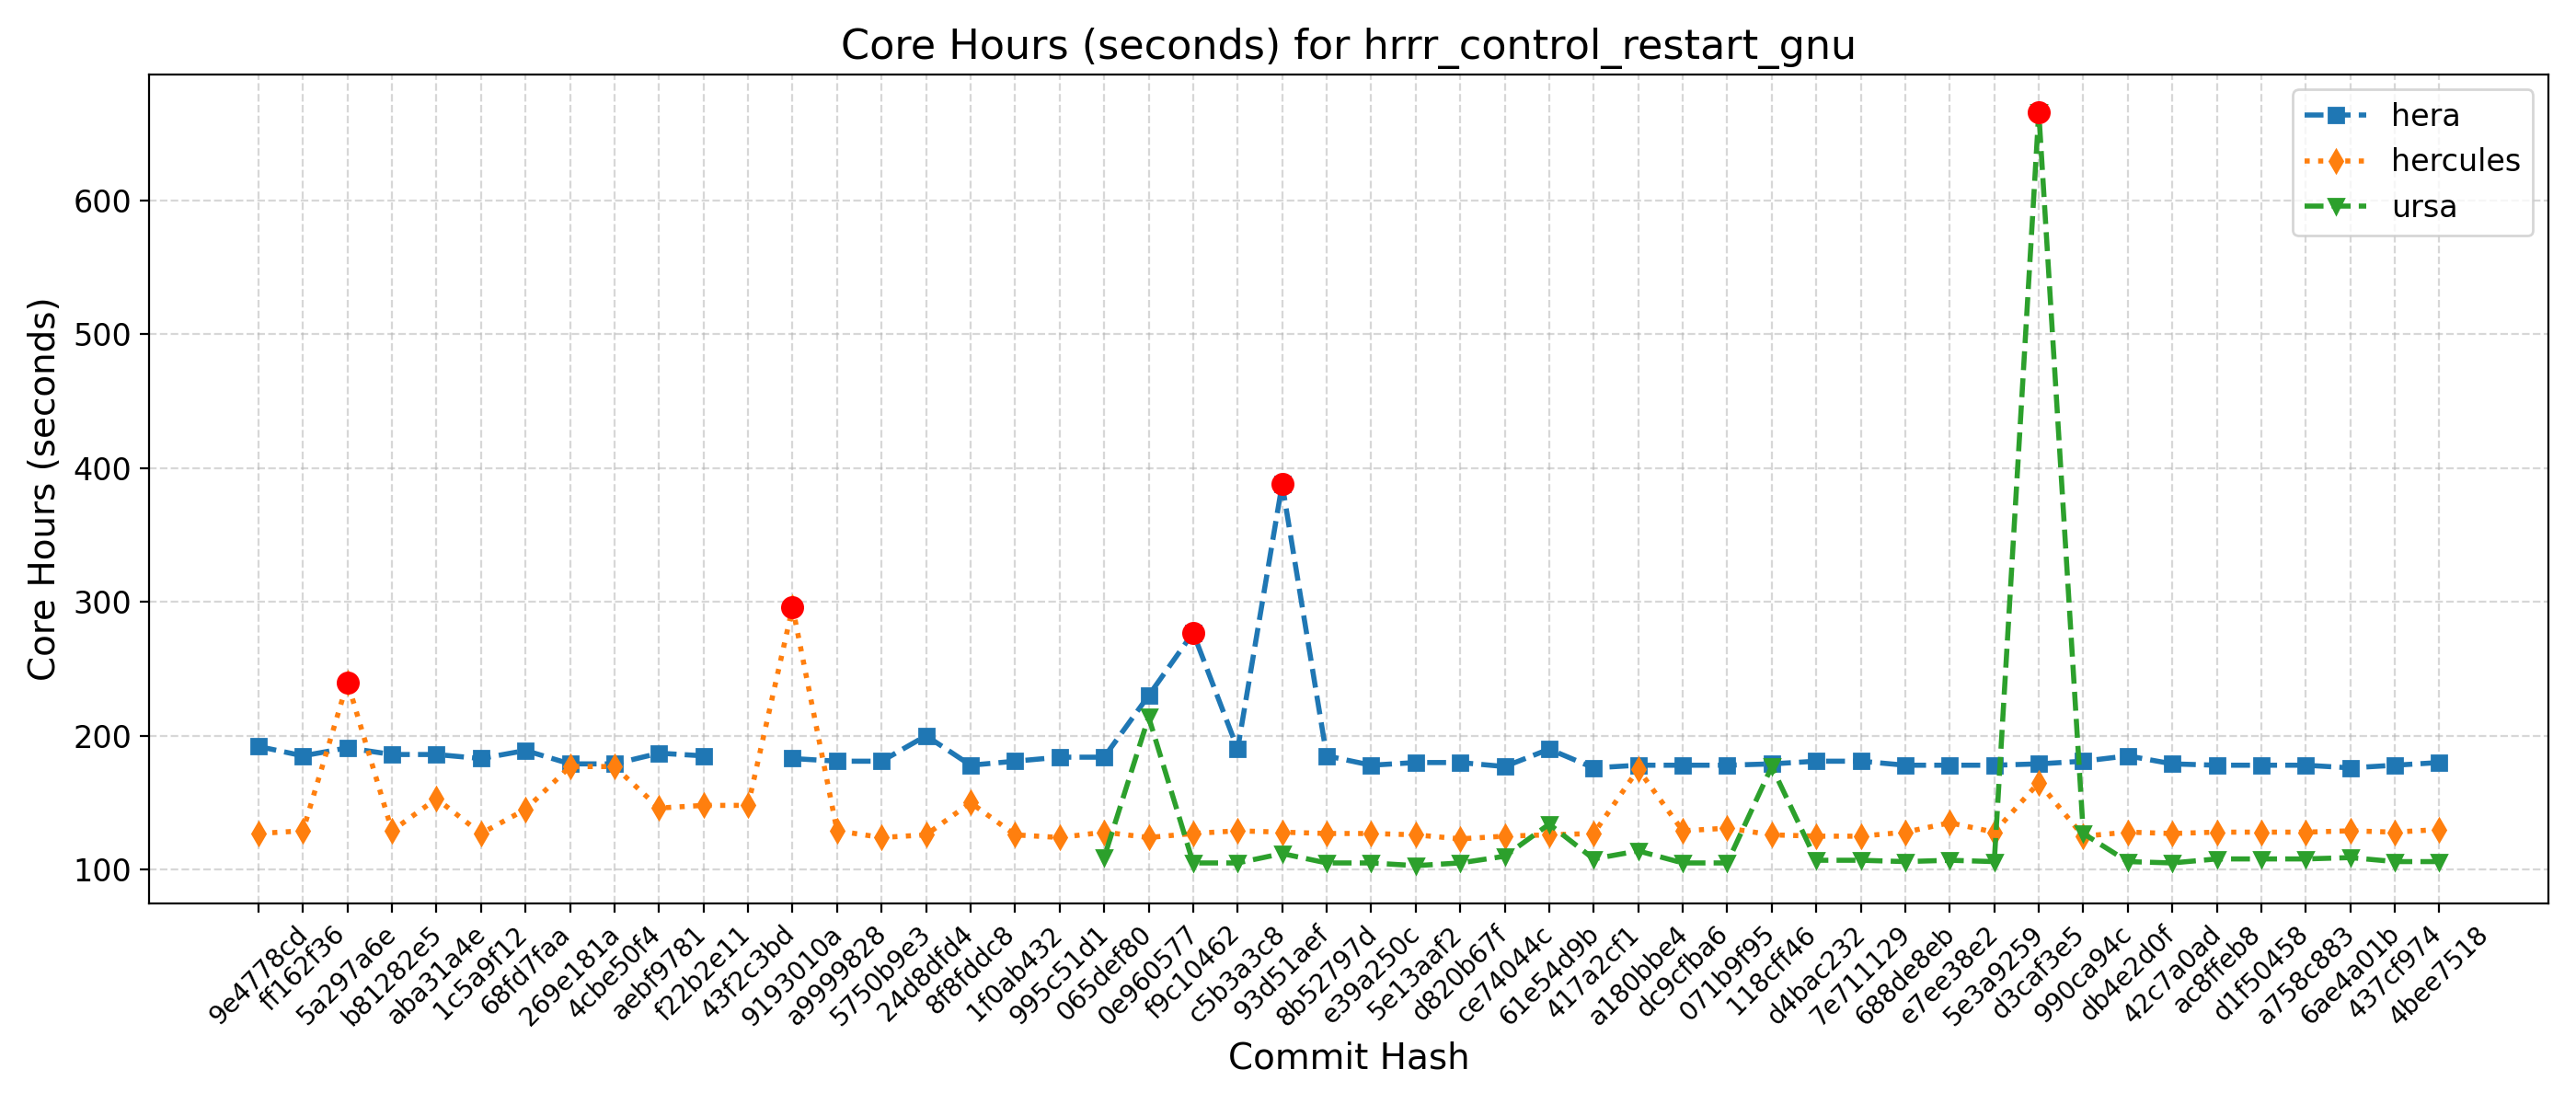 Core Hours (seconds) for hrrr_control_restart_gnu
hera
hercules
ursa
Core Hours (seconds)
600
500
400
300
200
100
9e4778cd
ff162f36
5a297a6e
b81282e5
aba31a4e
1c5a9f12
68fd7faa
269e181a
4cbe50f4
aebf9781
f22b2e11
43f2c3bd
9193010a
a9999828
5750b9e3
24d8dfd4
8f8fddc8
1f0ab432
995c51d1
065def80
0e960577
f9c10462
c5b3a3c8
93d51aef
8b52797d
e39a250c
5e13aaf2
d820b67f
ce74044c
61e54d9b
417a2cf1
a180bbe4
dc9cfba6
071b9f95
118cff46
d4bac232
7e711129
688de8eb
e7ee38e2
5e3a9259
d3caf3e5
990ca94c
db4e2d0f
42c7a0ad
ac8ffeb8
d1f50458
a758c883
6ae4a01b
437cf974
4bee7518
Commit Hash